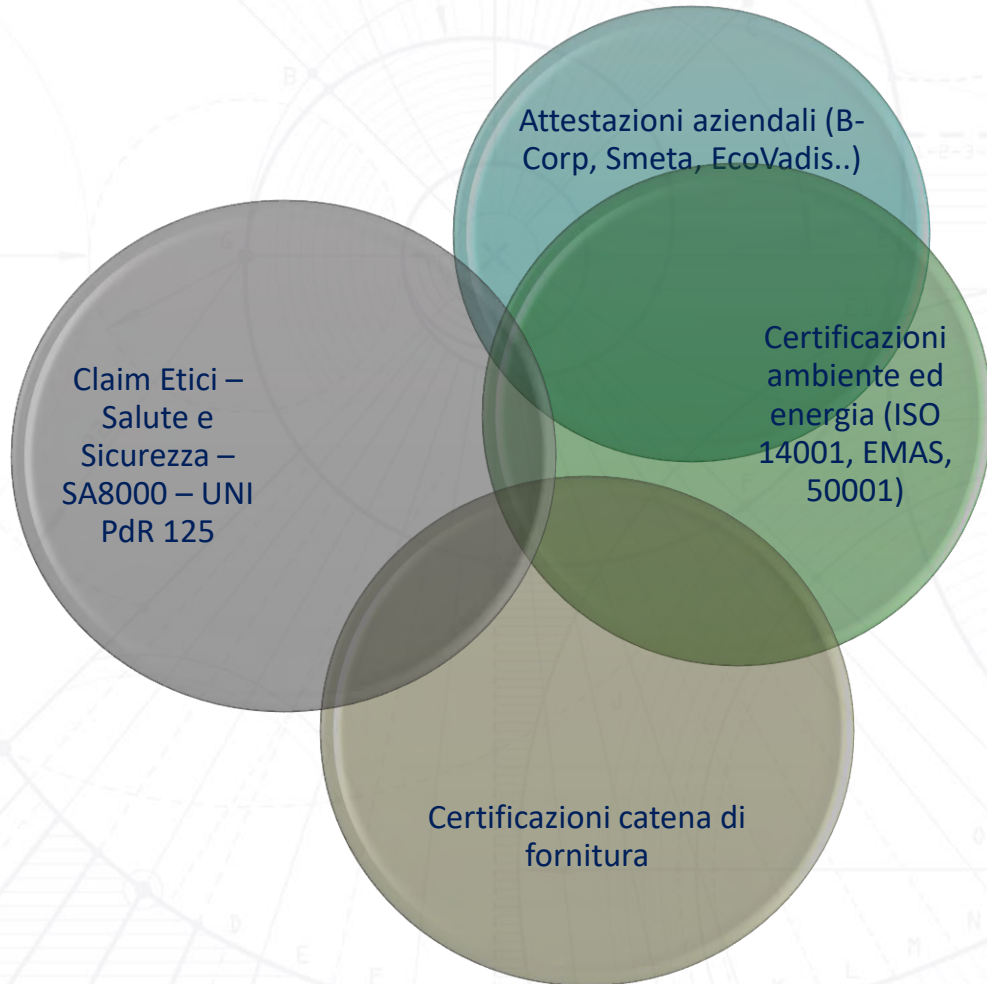 Attestazioni aziendali (B-
Corp, Smeta, EcoVadis..)
Claim Etici –
Salute e
Sicurezza –
SA8000 – UNI
PdR 125
Certificazioni
ambiente ed
energia (ISO
14001, EMAS,
50001)
Certificazioni catena di
fornitura